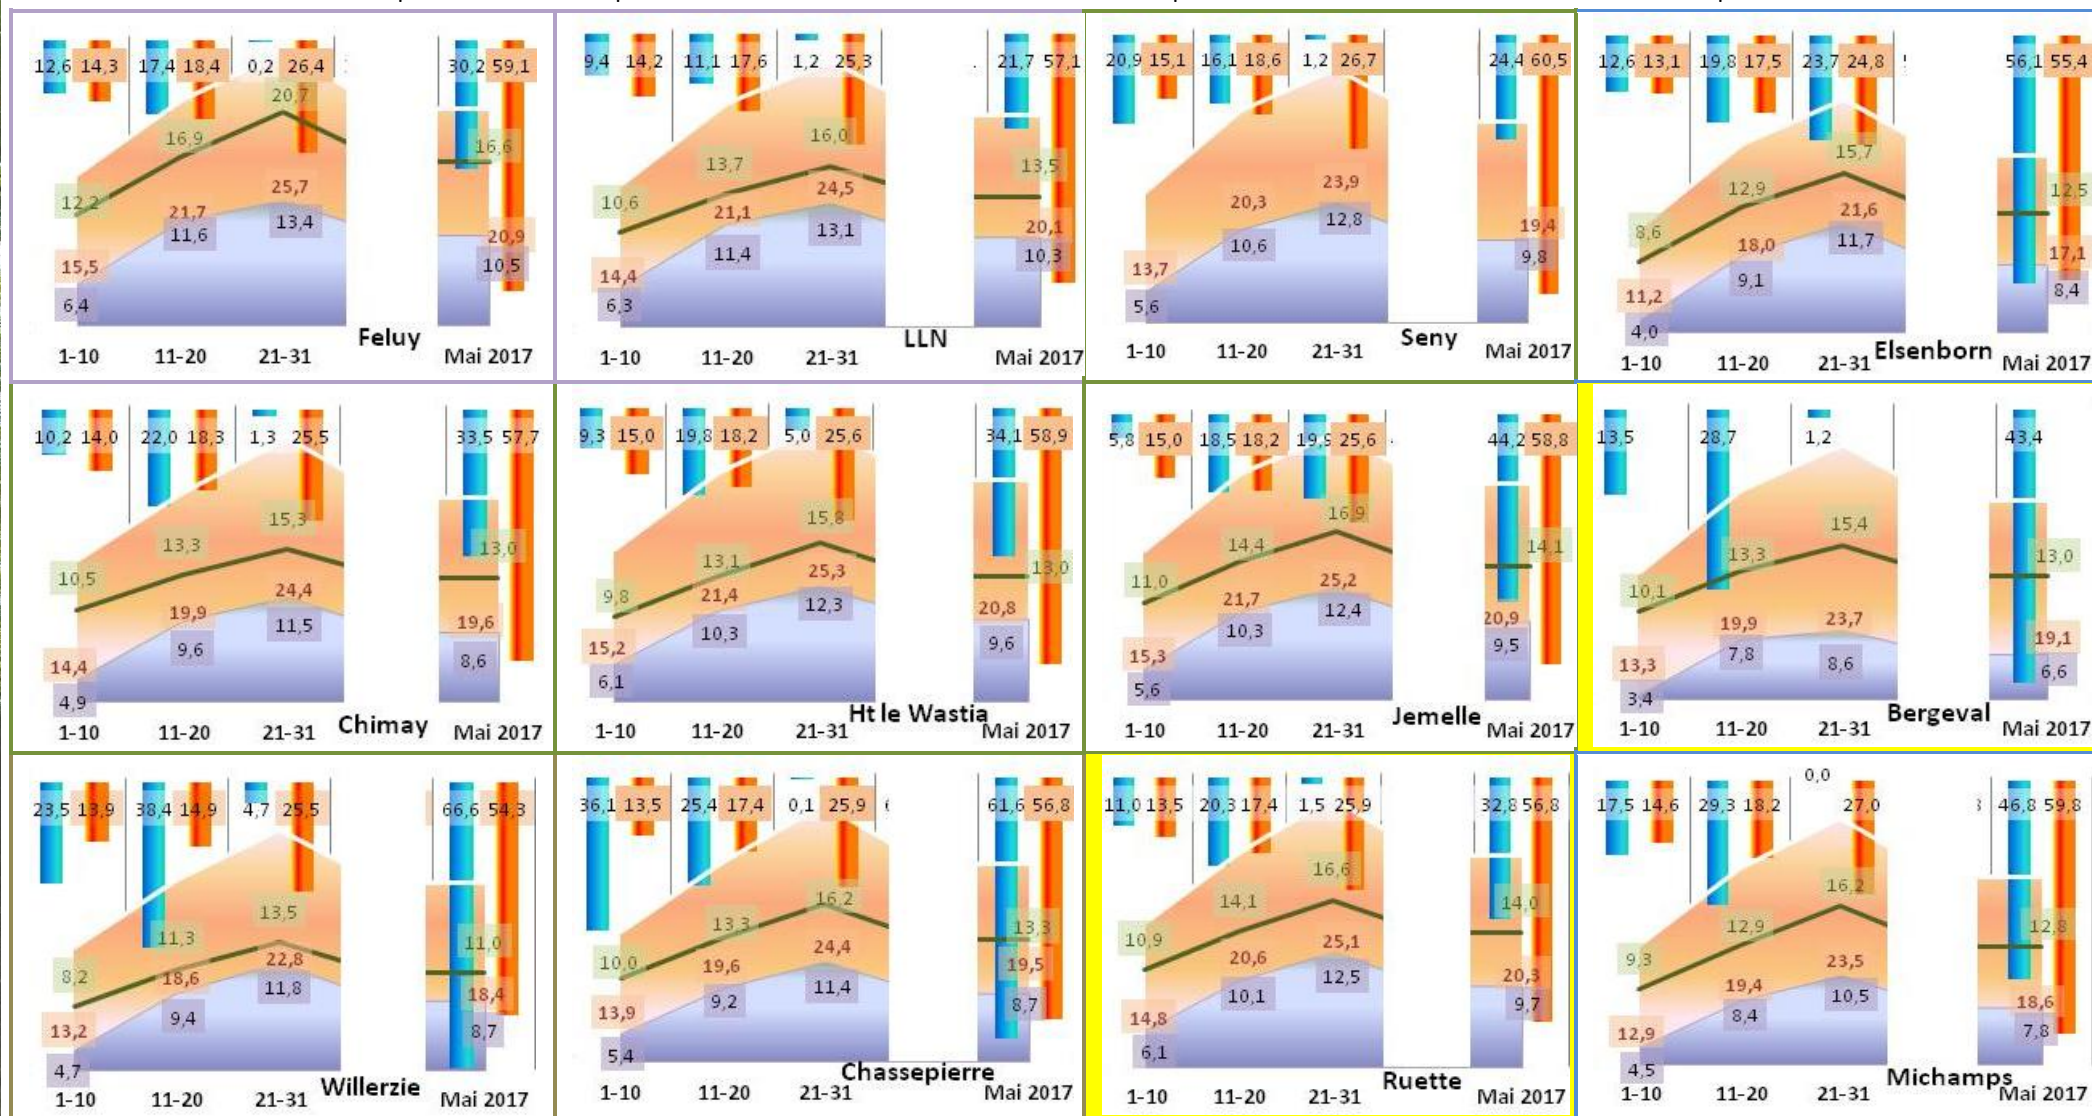 12,6 14,3 17,4 18,4 0,2 26,4 30,2 59,1
20,7
16,9 16,6
12,2
25,7
21,7 13,4
11,6 20,9
15,5 10,5
6,4
Feluy
1-10 11-20 21-31 Mai 2017
9,4 14,2 11,1 17,6 1,2 25,3 21,7 57,1
16,0
13,7 13,5
10,6 24,5
21,1 13,1 20,1
11,4 10,3
14,4
6,3
LLN
1-10 11-20 21-31 Mai 2017
20,9 15,1 16,1 18,6 1,2 26,7 24,4 60,5
23,9
20,3 12,8 19,4
10,6 9,8
13,7
5,6
Seny
1-10 11-20 21-31 Mai 2017
12,6 13,1 19,8 17,5 23,7 24,8 56,1 55,4
15,7
12,9 12,5
8,6 21,6
18,0 11,7 17,1
9,1 8,4
11,2
4,0
Elsenborn
1-10 11-20 21-31 Mai 2017
10,2 14,0 22,0 18,3 1,3 25,5 33,5 57,7
15,3
13,3 13,0
10,5 24,4
19,9 11,5 19,6
9,6 8,6
14,4
4,9
Chimay
1-10 11-20 21-31 Mai 2017
9,3 15,0 19,8 18,2 5,0 25,6 34,1 58,9
15,8
13,1 25,3 13,0
9,8 21,4 12,3 20,8
10,3 9,6
15,2
6,1
Ht le Wastia
1-10 11-20 21-31 Mai 2017
5,8 15,0 18,5 18,2 19,9 25,6 44,2 58,8
16,9
14,4 14,1
11,0 25,2
21,7 12,4 20,9
10,3 9,5
15,3
5,6
Jemelle
1-10 11-20 21-31 Mai 2017
13,5 28,7 1,2 43,4
15,4
13,3 13,0
10,1
19,9 23,7 19,1
7,8 8,6 6,6
13,3
3,4
Bergeval
1-10 11-20 21-31 Mai 2017
23,5 13,9 38,4 14,9 4,7 25,5 66,6 54,3
13,5
11,3 11,0
8,2 22,8
18,6 11,8 18,4
9,4 8,7
13,2
4,7
Willerzie
1-10 11-20 21-31 Mai 2017
36,1 13,5 25,4 17,4 0,1 25,9 61,6 56,8
16,2
13,3 13,3
10,0 24,4
19,6 11,4 19,5
9,2 8,7
13,9
5,4
Chassepierre
1-10 11-20 21-31 Mai 2017
11,0 13,5 20,3 17,4 1,5 25,9 32,8 56,8
16,6
14,1 14,0
10,9 25,1
20,6 12,5 20,3
10,1 9,7
14,8
6,1
Ruette
1-10 11-20 21-31 Mai 2017
0,0
17,5 14,6 29,3 18,2 27,0 46,8 59,8
16,2
12,9 12,8
9,3 23,5
19,4 10,5 18,6
8,4 7,8
12,9
4,5
Michamps
1-10 11-20 21-31 Mai 2017